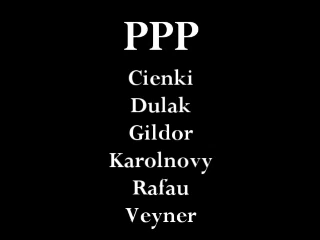 PPP
Cienki
Dulak
Gildor
Karolnovy
Rafau
Veyner